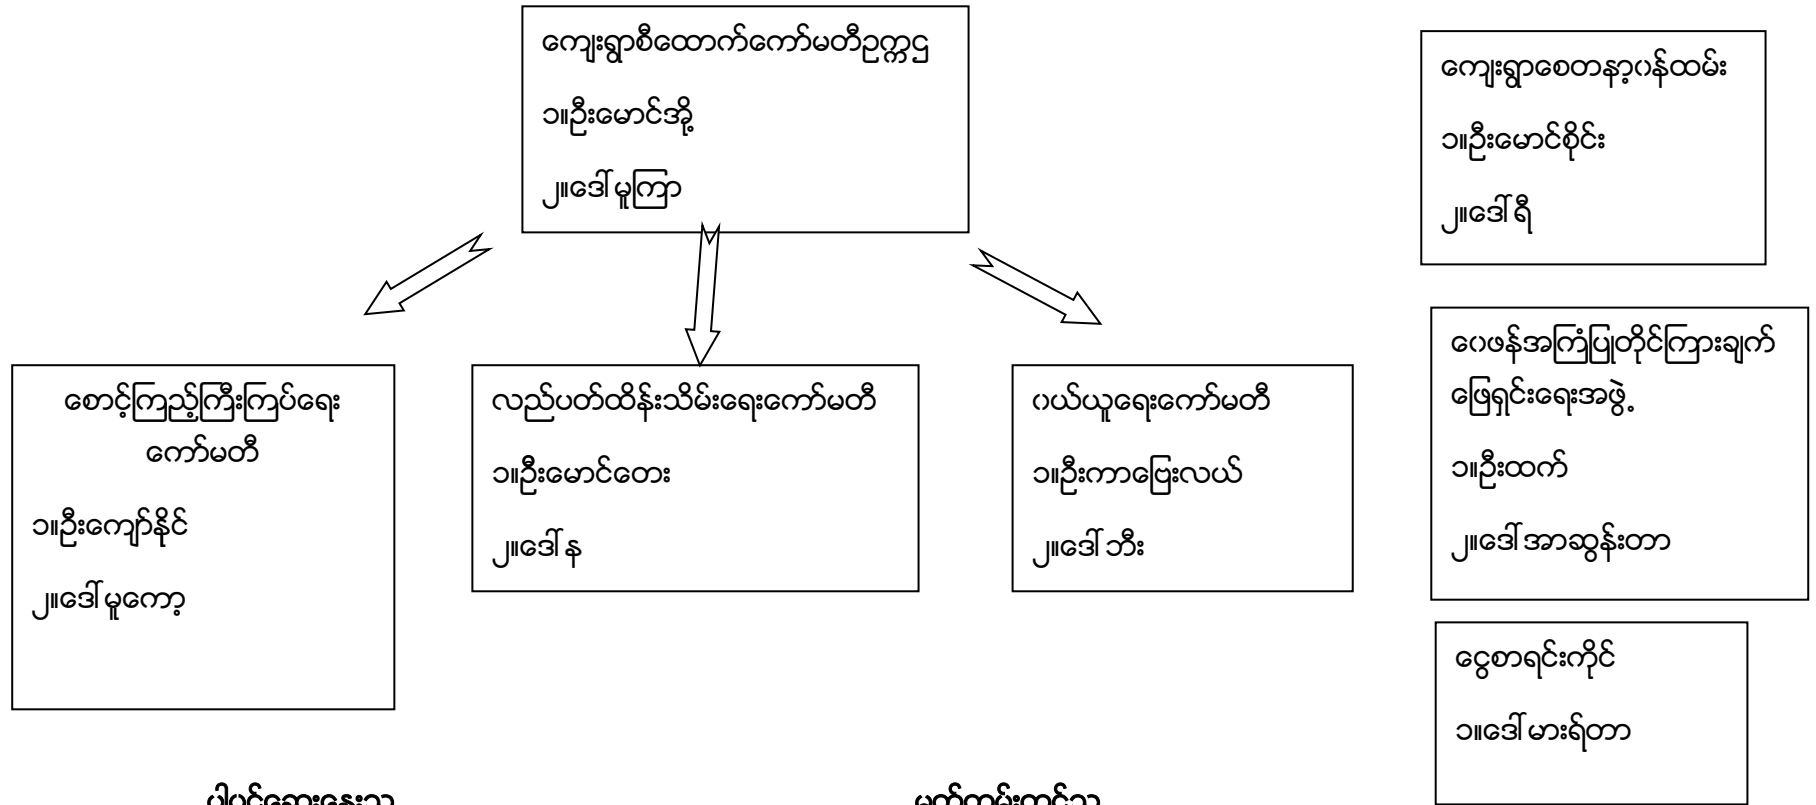 ကျေးရွာစီထောက်ကော်မတီဉက္ကဌ
၁။ဦးမောင်အို့
၂။ဒေါ်မူကြာ
ကျေးရွာစေတနာ့ဝန်ထမ်း
၁။ဦးမောင်စိုင်း
၂။ဒေါ်ရီ
စောင့်ကြည့်ကြီးကြပ်ရေး
ကော်မတီ
၁။ဦးကျော်နိုင်
၂။ဒေါ်မူကော့
လည်ပတ်ထိန်းသိမ်းရေးကော်မတီ
၁။ဦးမောင်တေး
၂။ဒေါ်န
ဝယ်ယူရေးကော်မတီ
၁။ဦးကာဗြေးလယ်
၂။ဒေါ်ဘီး
ဝေဖန်အကြံပြုတိုင်ကြားချက်
ဖြေရှင်းရေးအဖွဲ့
၁။ဦးထက်
၂။ဒေါ်အာဆွန်းတာ
ငွေစာရင်းကိုင်
၁။ဒေါ်မားရ်တာ